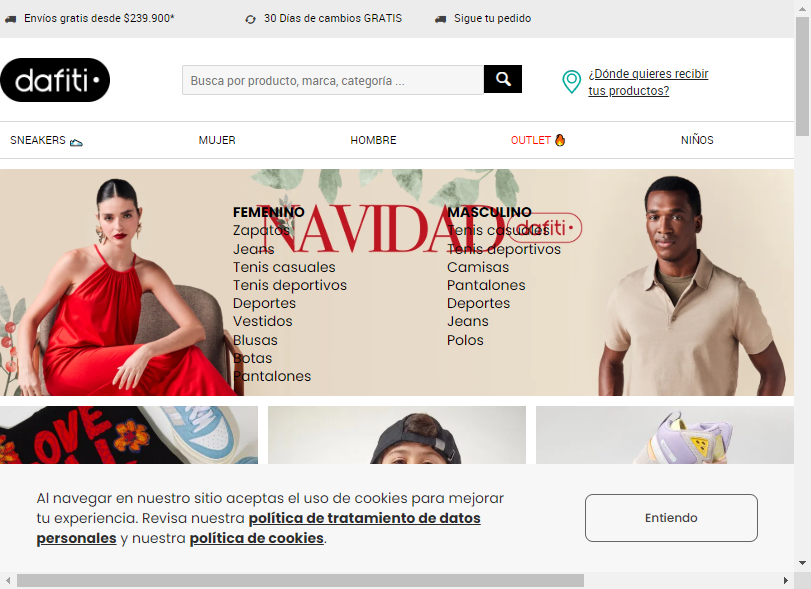 Envíos gratis desde $239.900*
30 Días de cambios GRATIS
Sigue tu pedido
dafiti
Busca por producto, marca, categoría ...
¿Dónde quieres recibir
tus productos?
SNEAKERS
MUJER
HOMBRE
OUTLET
NIÑOS
NAVIDAD
dafiti
FEMENINO
Zapatos
Jeans
Tenis casuales
Tenis deportivos
Deportes
Vestidos
Blusas
Botas
Pantalones
MASCULINO
Tenis casuales
Tenis deportivos
Camisas
Pantalones
Deportes
Jeans
Polos
LOVE
Al navegar en nuestro sitio aceptas el uso de cookies para mejorar
tu experiencia. Revisa nuestra política de tratamiento de datos
personales y nuestra política de cookies.
Entiendo